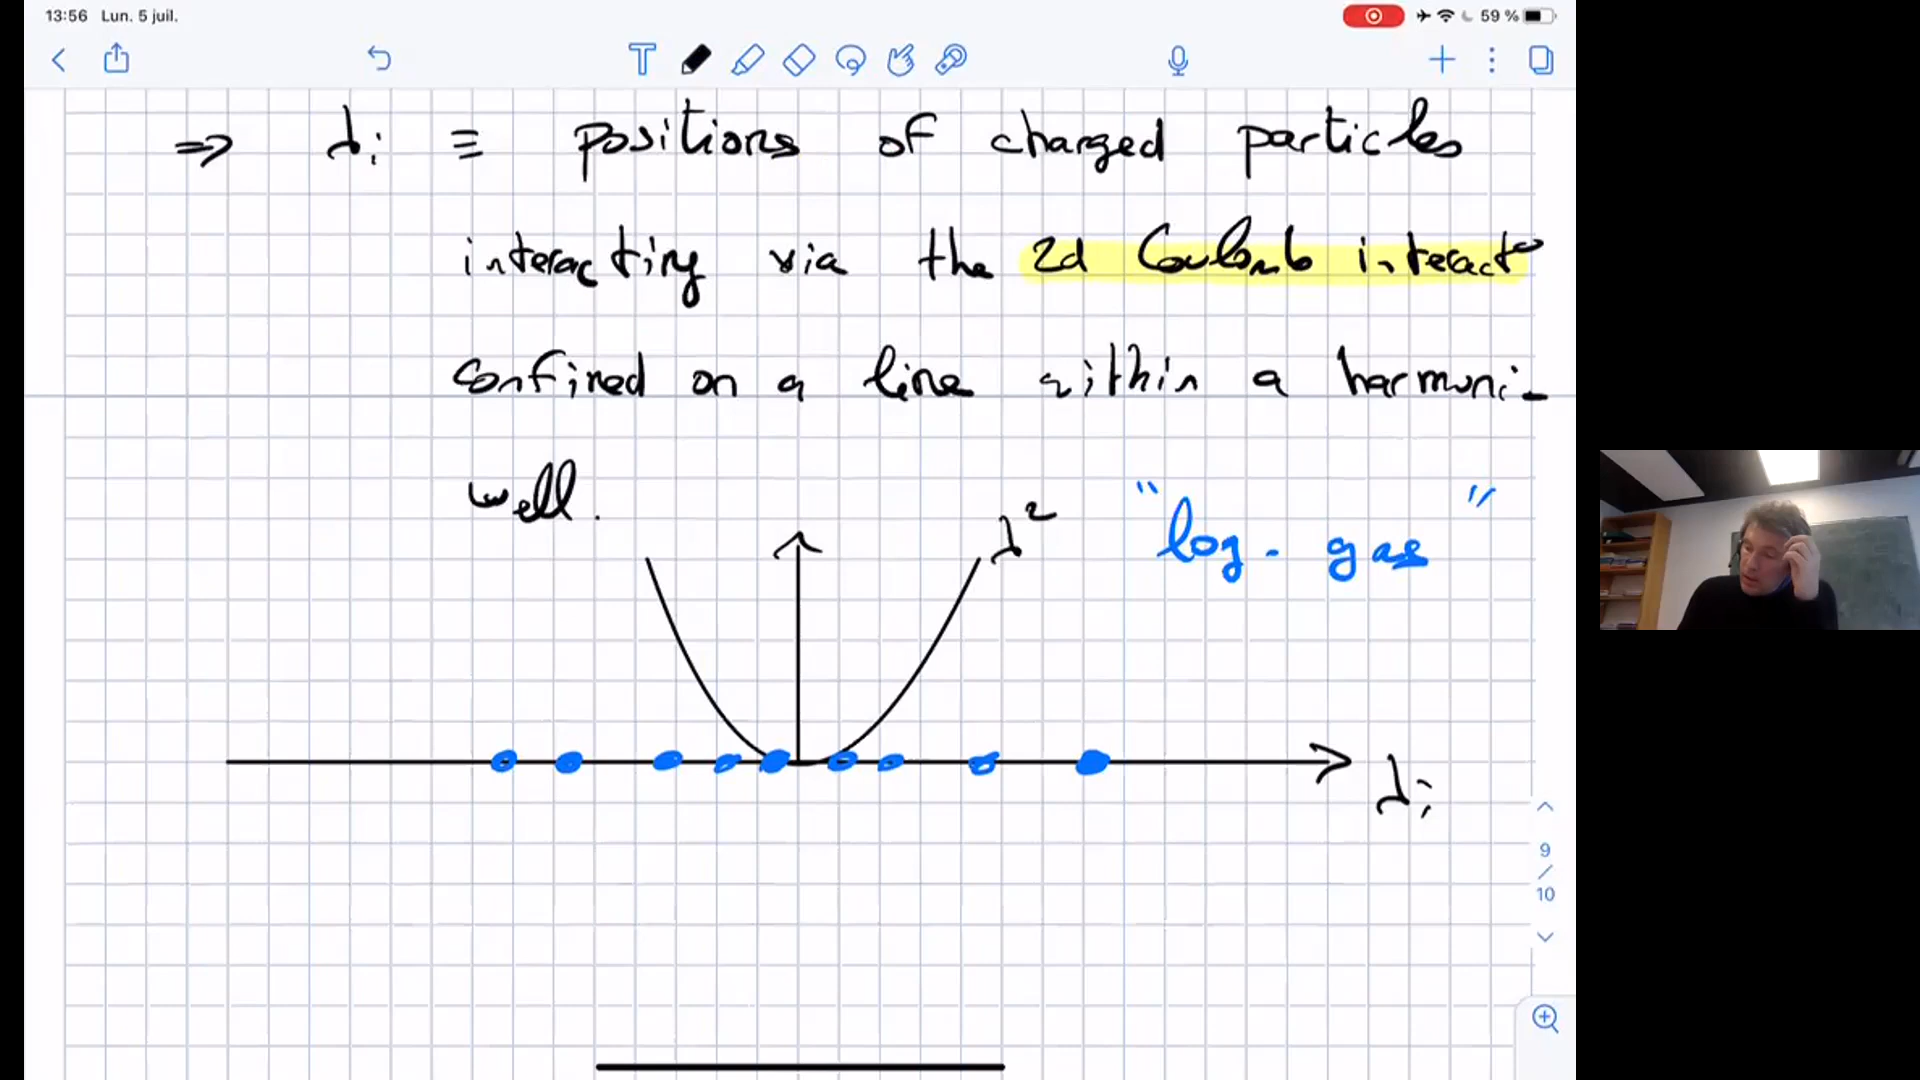 13:56 Lun. 5 juil.
59 %
⇒ λi ≡ positions of charged particles
interacting via the 2d Coulomb interact°
confined on a line within a harmonic
well.
λ²
"log-gas"
λi
9
/
10